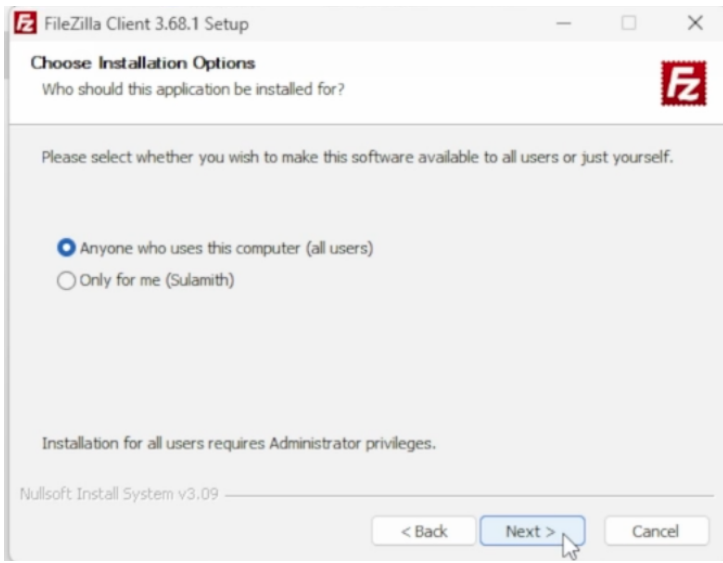 FileZilla Client 3.68.1 Setup
Choose Installation Options
Who should this application be installed for?
Fz
Please select whether you wish to make this software available to all users or just yourself.
Anyone who uses this computer (all users)
Only for me (Sulamith)
Installation for all users requires Administrator privileges.
Nullsoft Install System v3.09
< Back Next > Cancel